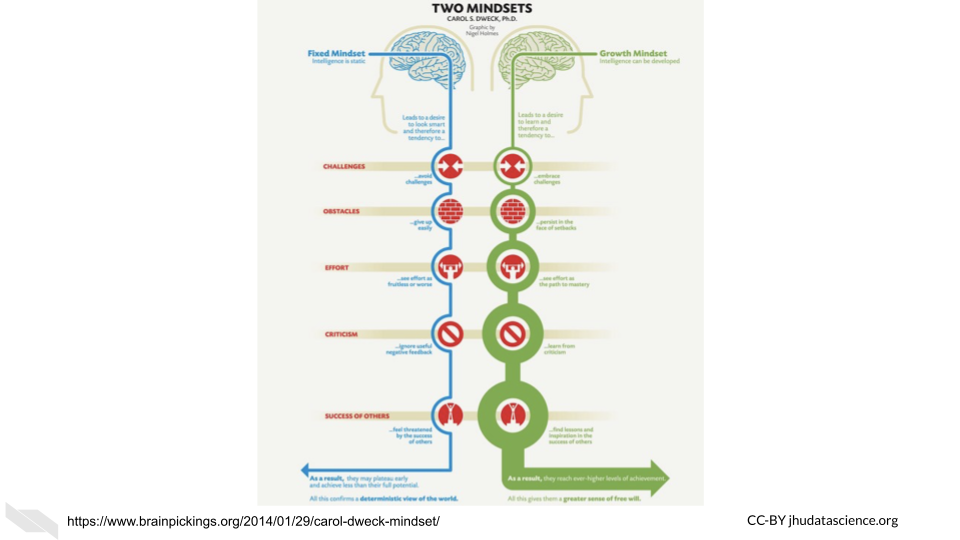 TWO MINDSETS
CAROL S. DWECK, Ph.D.
Graphic by
Nigel Holmes
Fixed Mindset
Intelligence is static
Growth Mindset
Intelligence can be developed
Leads to a desire
to look smart
and therefore a
tendency to...
Leads to a desire
to learn and
therefore a
tendency to...
CHALLENGES
...avoid
challenges
...embrace
challenges
OBSTACLES
...give up
easily
...persist in the
face of setbacks
EFFORT
...see effort as
fruitless or worse
...see effort as
the path to mastery
CRITICISM
...ignore useful
negative feedback
...learn from
criticism
SUCCESS OF OTHERS
...feel threatened
by the success
of others
...find lessons and
inspiration in the
success of others
As a result, they may plateau early
and achieve less than their full potential.
As a result, they reach ever-higher levels of achievement.
All this confirms a deterministic view of the world.
All this gives them a greater sense of free will.
https://www.brainpickings.org/2014/01/29/carol-dweck-mindset/
CC-BY jhudatascience.org